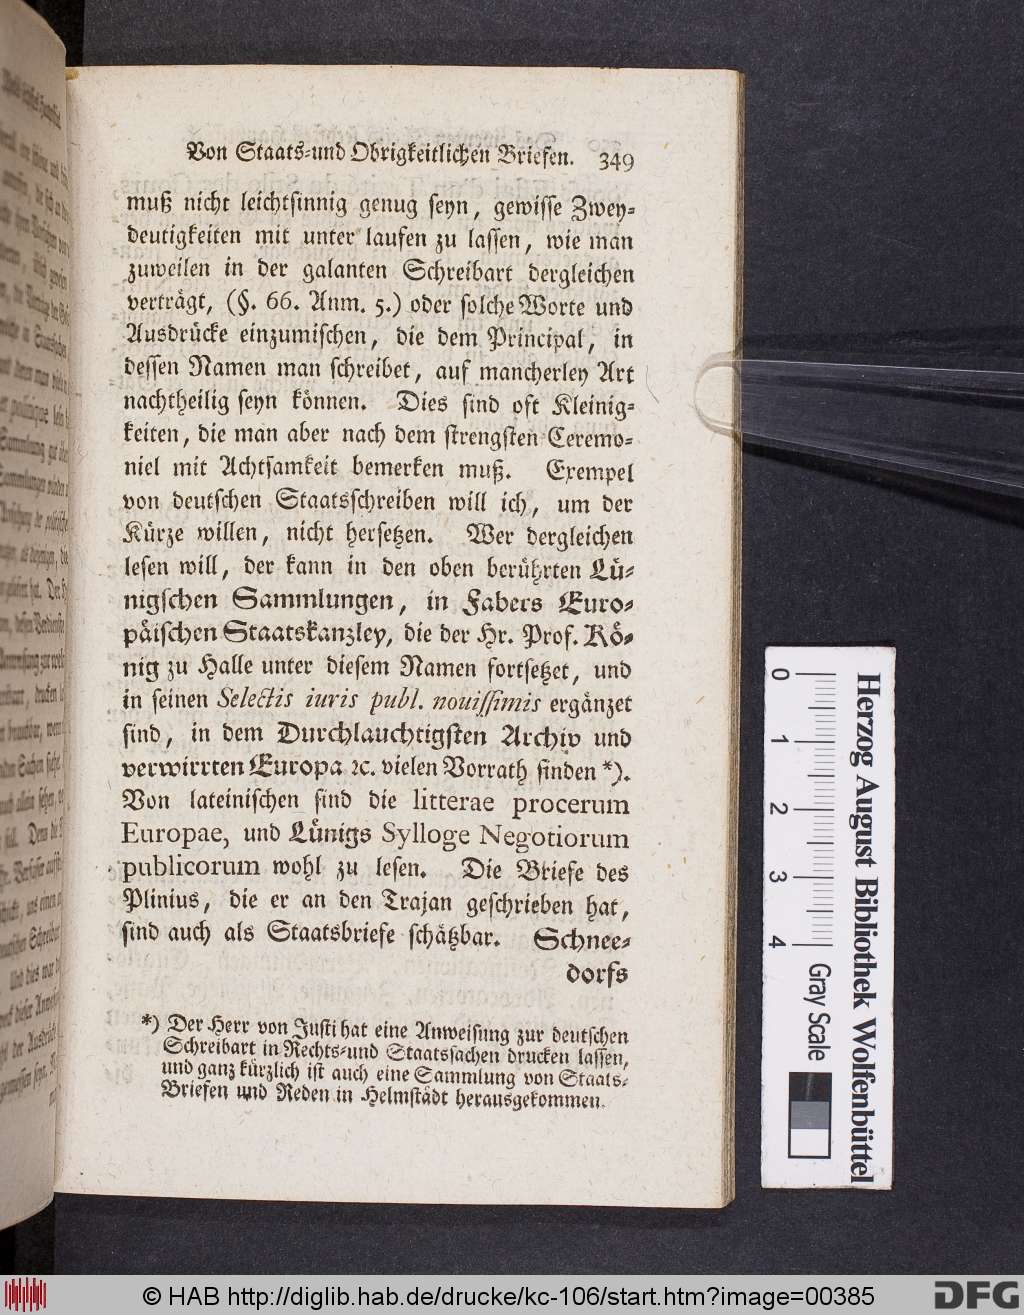 Von Staats-und Obrigkeitlichen Briefen. 349
muß nicht leichtsinnig genug seyn, gewisse Zwey-
deutigkeiten mit unter laufen zu lassen, wie man
zuweilen in der galanten Schreibart dergleichen
verträgt, (§. 66. Anm. 5.) oder solche Worte und
Ausdrücke einzumischen, die dem Principal, in
dessen Namen man schreibet, auf mancherley Art
nachtheilig seyn können. Dies sind oft Kleinig-
keiten, die man aber nach dem strengsten Ceremo-
niel mit Achtsamkeit bemerken muß. Exempel
von deutschen Staatsschreiben will ich, um der
Kürze willen, nicht hersetzen. Wer dergleichen
lesen will, der kann in den oben berührten Lü-
nigschen Sammlungen, in Fabers Euro-
päischen Staatskanzley, die der Hr. Prof. Kö-
nig zu Halle unter diesem Namen fortsetzet, und
in seinen Selectis iuris publ. nouissimis ergänzet
sind, in dem Durchlauchtigsten Archiv und
verwirrten Europa ꝛc. vielen Vorrath finden *).
Von lateinischen sind die litterae procerum
Europae, und Lünigs Sylloge Negotiorum
publicorum wohl zu lesen. Die Briefe des
Plinius, die er an den Trajan geschrieben hat,
sind auch als Staatsbriefe schätzbar. Schnee-
dorfs
*) Der Herr von Justi hat eine Anweisung zur deutschen
Schreibart in Rechts-und Staatssachen drucken lassen,
und ganz kürzlich ist auch eine Sammlung von Staats-
Briefen und Reden in Helmstädt herausgekommen.
0 1 2 3 4 Gray Scale
Herzog August Bibliothek Wolfenbüttel
© HAB http://diglib.hab.de/drucke/kc-106/start.htm?image=00385
DFG